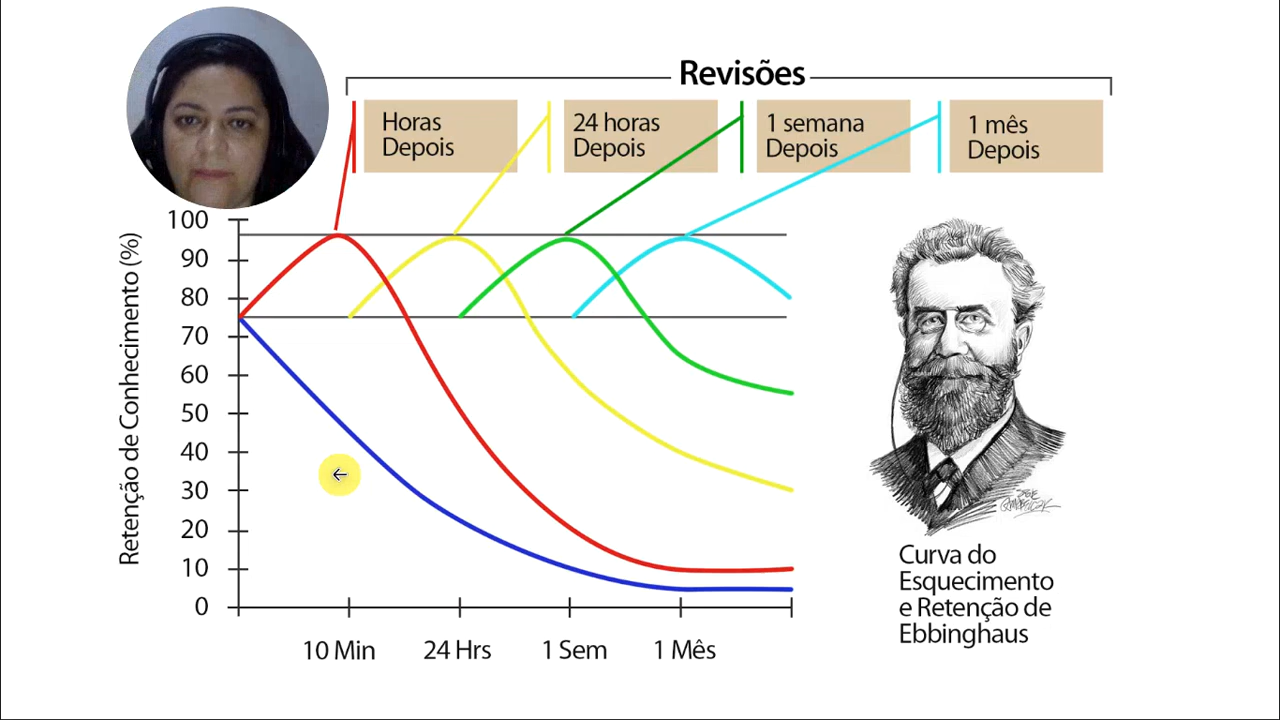 Revisões
Horas
Depois
24 horas
Depois
1 semana
Depois
1 mês
Depois
Retenção de Conhecimento (%)
100
90
80
70
60
50
40
30
20
10
0
10 Min
24 Hrs
1 Sem
1 Mês
Curva do
Esquecimento
e Retenção de
Ebbinghaus